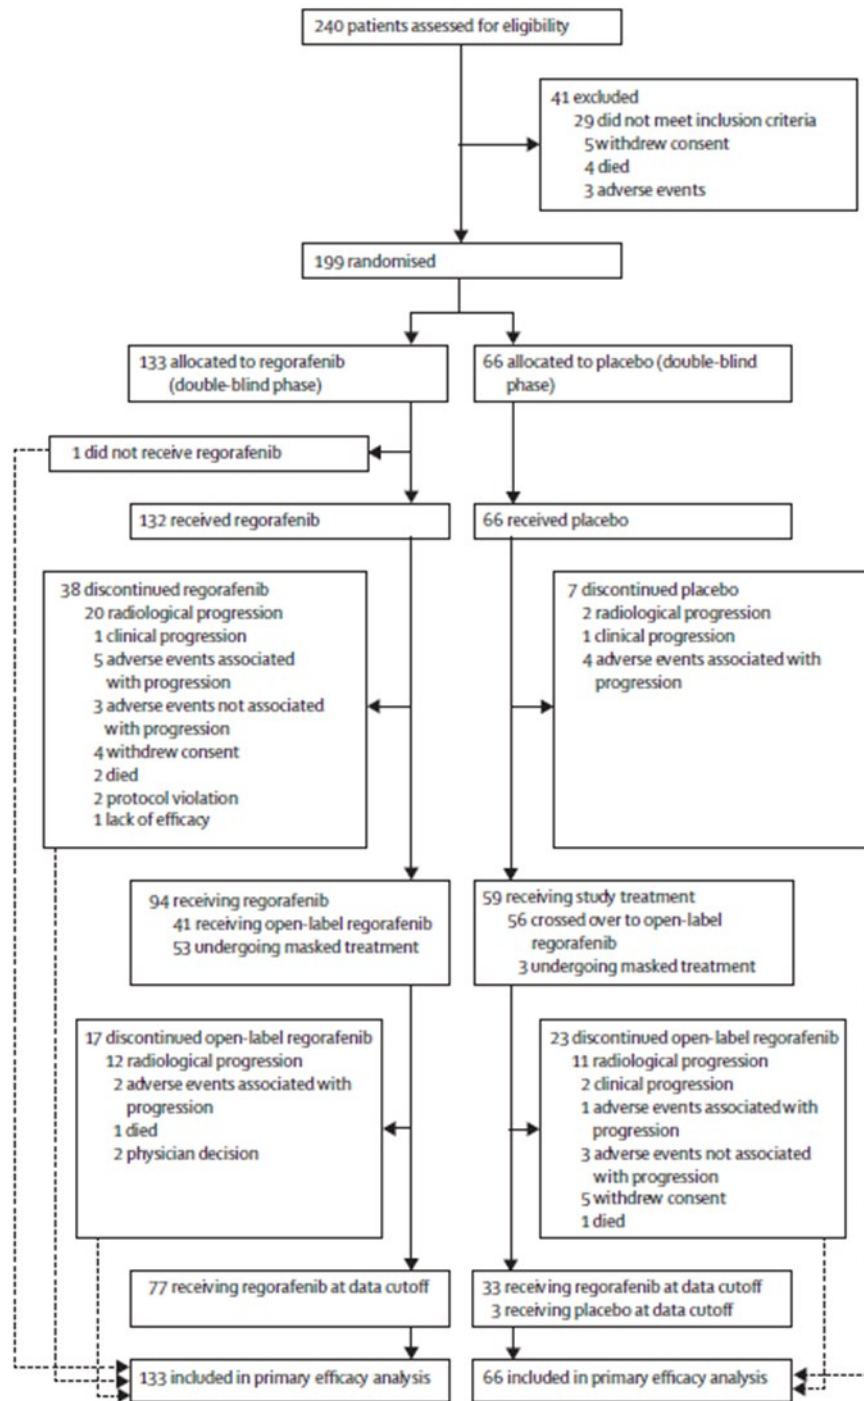 240 patients assessed for eligibility
41 excluded
29 did not meet inclusion criteria
5 withdrew consent
4 died
3 adverse events
199 randomised
133 allocated to regorafenib
(double-blind phase)
66 allocated to placebo (double-blind
phase)
1 did not receive regorafenib
132 received regorafenib
66 received placebo
38 discontinued regorafenib
20 radiological progression
1 clinical progression
5 adverse events associated
with progression
3 adverse events not associated
with progression
4 withdrew consent
2 died
2 protocol violation
1 lack of efficacy
7 discontinued placebo
2 radiological progression
1 clinical progression
4 adverse events associated with
progression
94 receiving regorafenib
41 receiving open-label regorafenib
53 undergoing masked treatment
59 receiving study treatment
56 crossed over to open-label
regorafenib
3 undergoing masked treatment
17 discontinued open-label regorafenib
12 radiological progression
2 adverse events associated with
progression
1 died
2 physician decision
23 discontinued open-label regorafenib
11 radiological progression
2 clinical progression
1 adverse events associated with
progression
3 adverse events not associated
with progression
5 withdrew consent
1 died
77 receiving regorafenib at data cutoff
33 receiving regorafenib at data cutoff
3 receiving placebo at data cutoff
133 included in primary efficacy analysis
66 included in primary efficacy analysis